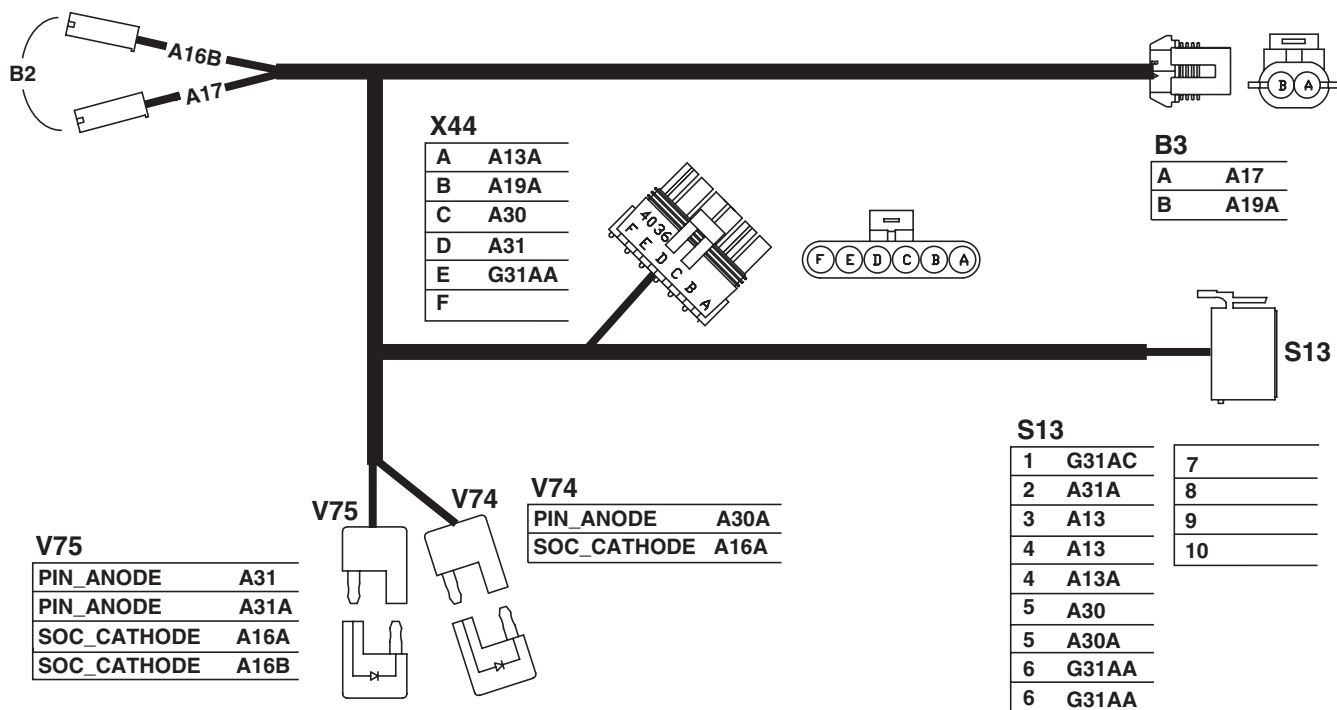 B2
A16B
A17
B A
B3
A A17
B A19A
X44
A A13A
B A19A
C A30
D A31
E G31AA
F
4036
F E D C B A
F E D C B A
S13
S13
1 G31AC
2 A31A
3 A13
4 A13
4 A13A
5 A30
5 A30A
6 G31AA
6 G31AA
7
8
9
10
V75
V74
V74
PIN_ANODE A30A
SOC_CATHODE A16A
V75
PIN_ANODE A31
PIN_ANODE A31A
SOC_CATHODE A16A
SOC_CATHODE A16B